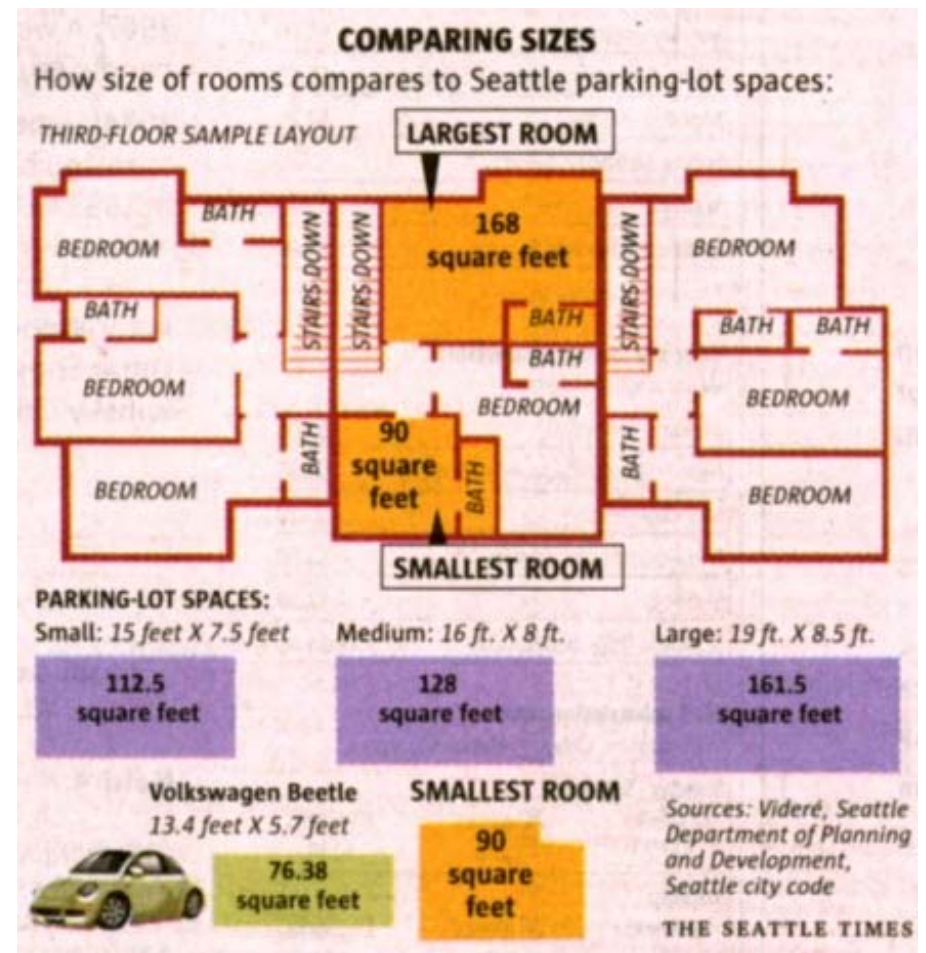 COMPARING SIZES
How size of rooms compares to Seattle parking-lot spaces:
THIRD-FLOOR SAMPLE LAYOUT
LARGEST ROOM
BATH
BEDROOM
STAIRS DOWN
STAIRS DOWN
168
square feet
STAIRS DOWN
BEDROOM
BATH
BATH
BATH
BATH
BATH
BEDROOM
BEDROOM
BEDROOM
90
square
feet
BATH
BATH
BATH
BEDROOM
BEDROOM
SMALLEST ROOM
PARKING-LOT SPACES:
Small: 15 feet X 7.5 feet
Medium: 16 ft. X 8 ft.
Large: 19 ft. X 8.5 ft.
112.5
square feet
128
square feet
161.5
square feet
Volkswagen Beetle
13.4 feet X 5.7 feet
76.38
square feet
SMALLEST ROOM
90
square
feet
Sources: Videré, Seattle
Department of Planning
and Development,
Seattle city code
THE SEATTLE TIMES